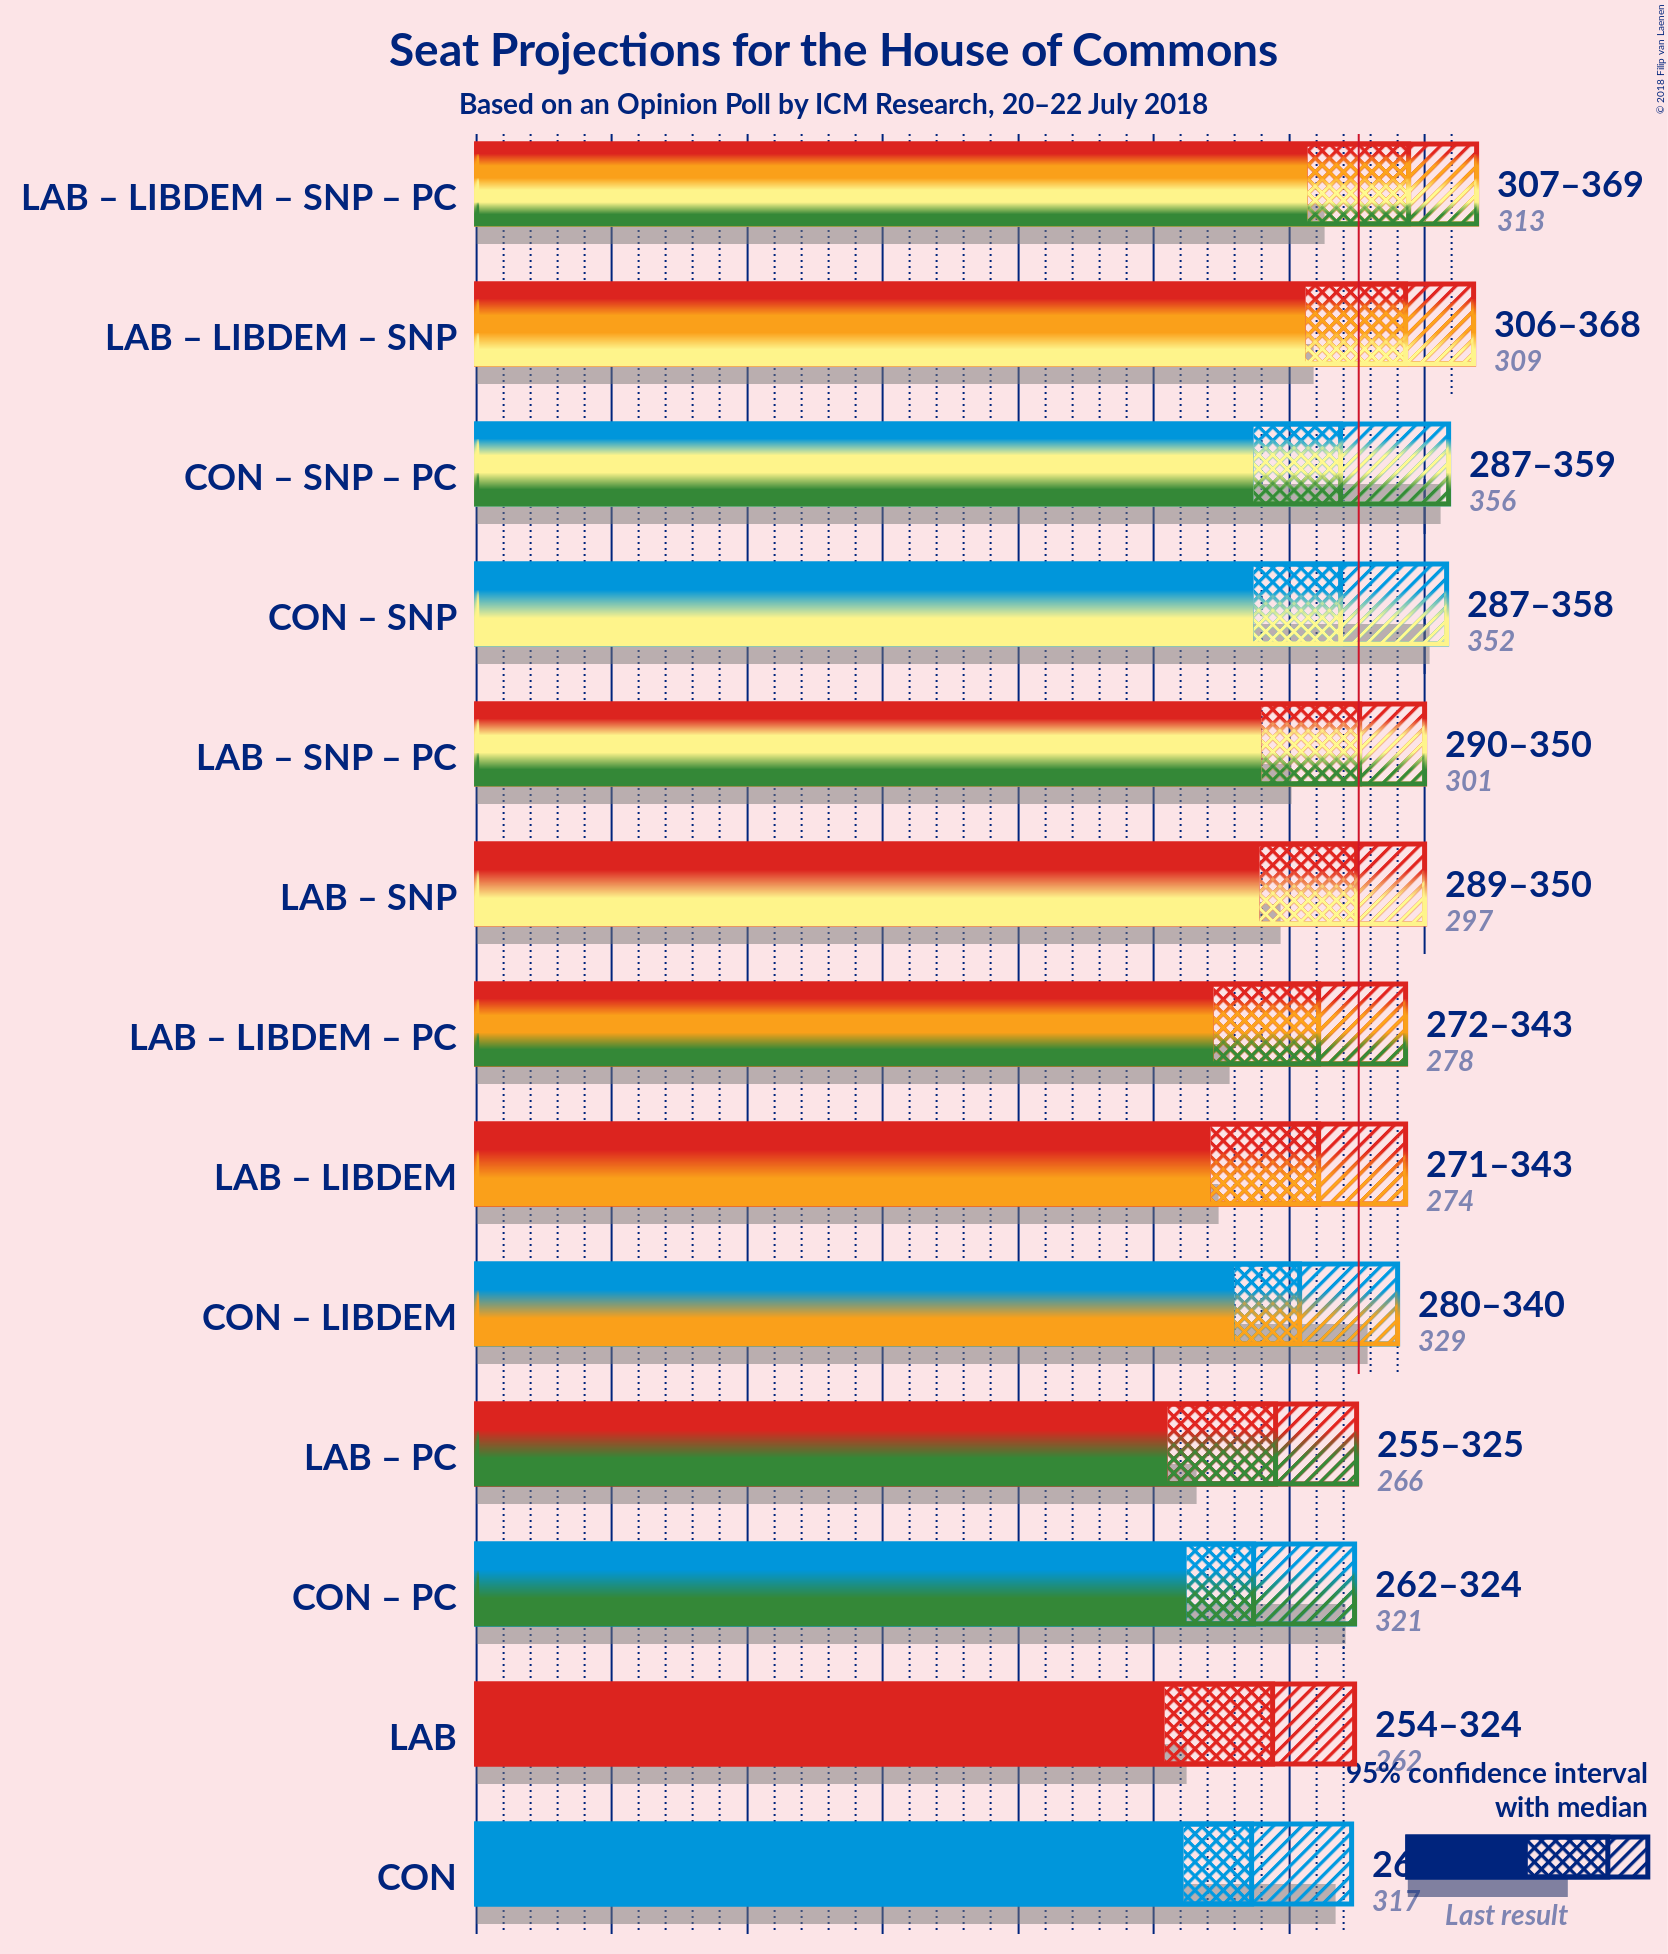 Seat Projections for the House of Commons
Based on an Opinion Poll by ICM Research, 20–22 July 2018
© 2018 Filip van Laenen
LAB – LIBDEM – SNP – PC
307–369
313
LAB – LIBDEM – SNP
306–368
309
CON – SNP – PC
287–359
356
CON – SNP
287–358
352
LAB – SNP – PC
290–350
301
LAB – SNP
289–350
297
LAB – LIBDEM – PC
272–343
278
LAB – LIBDEM
271–343
274
CON – LIBDEM
280–340
329
LAB – PC
255–325
266
CON – PC
262–324
321
LAB
254–324
262
95% confidence interval
with median
CON
317
Last result